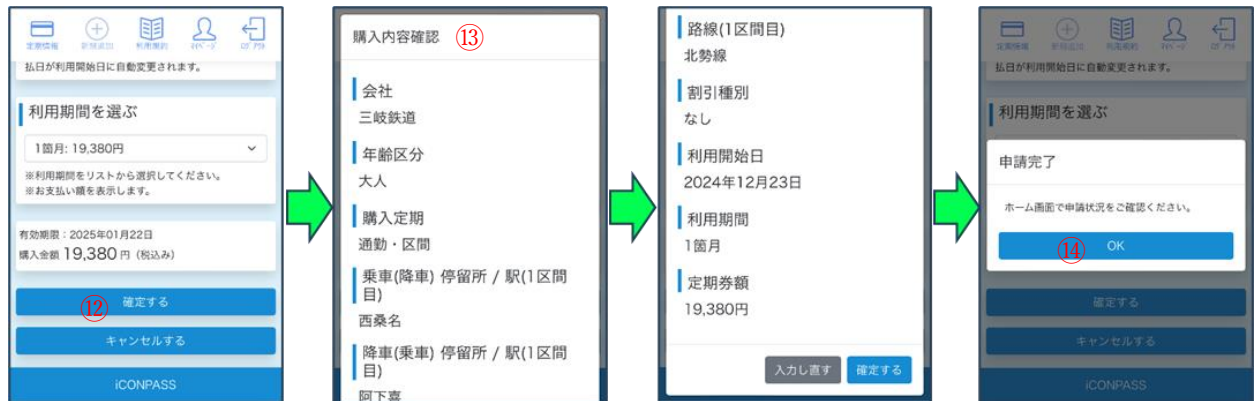 定期情報 新規追加 利用規約 ﾏｲﾍﾟｰｼﾞ ﾛｸﾞｱｳﾄ
払日が利用開始日に自動変更されます。
利用期間を選ぶ
1箇月: 19,380円
※利用期間をリストから選択してください。
※お支払い額を表示します。
有効期限：2025年01月22日
購入金額 19,380 円 (税込み)
⑫ 確定する
キャンセルする
iCONPASS
購入内容確認 ⑬
会社
三岐鉄道
年齢区分
大人
購入定期
通勤・区間
乗車(降車) 停留所 / 駅(1区間
目)
西桑名
降車(乗車) 停留所 / 駅(1区間
目)
阿下喜
路線(1区間目)
北勢線
割引種別
なし
利用開始日
2024年12月23日
利用期間
1箇月
定期券額
19,380円
入力し直す 確定する
定期情報 新規追加 利用規約 ﾏｲﾍﾟｰｼﾞ ﾛｸﾞｱｳﾄ
払日が利用開始日に自動変更されます。
利用期間を選ぶ
申請完了
ホーム画面で申請状況をご確認ください。
⑭ OK
確定する
キャンセルする
iCONPASS